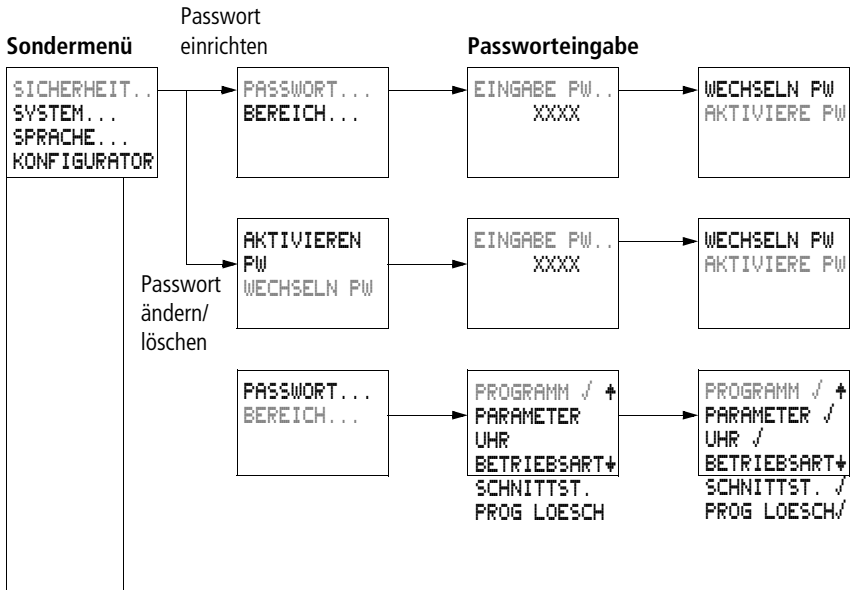 Passwort
einrichten
Sondermenü
Passworteingabe
SICHERHEIT..
SYSTEM...
SPRACHE...
KONFIGURATOR
PASSWORT...
BEREICH...
EINGABE PW..
XXXX
WECHSELN PW
AKTIVIERE PW
Passwort
ändern/
löschen
AKTIVIEREN
PW
WECHSELN PW
EINGABE PW..
XXXX
WECHSELN PW
AKTIVIERE PW
PASSWORT...
BEREICH...
PROGRAMM √ ↑
PARAMETER
UHR
BETRIEBSART↓
SCHNITTST.
PROG LOESCH
PROGRAMM √ ↑
PARAMETER √
UHR √
BETRIEBSART↓
SCHNITTST. √
PROG LOESCH√